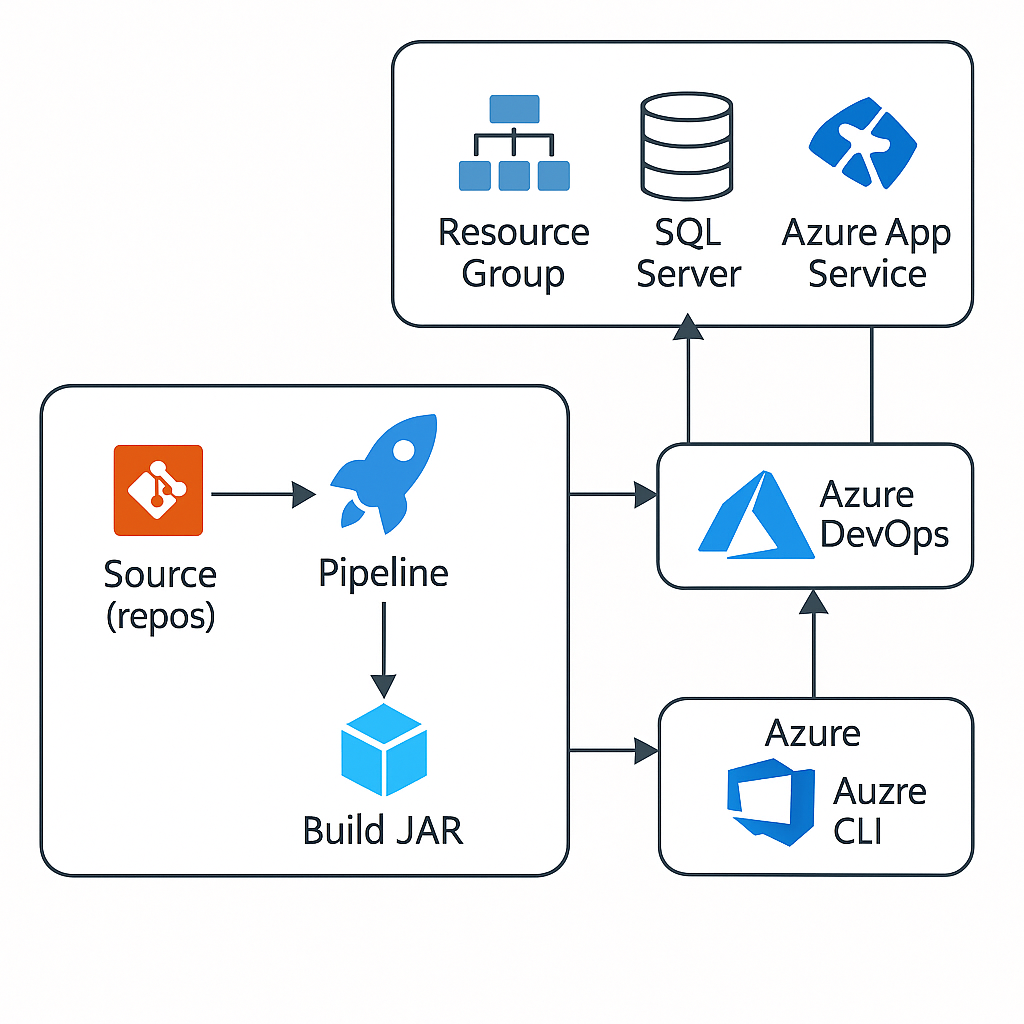 Resource
Group
SQL
Server
Azure App
Service
Source
(repos)
Pipeline
Build JAR
Azure
DevOps
Azure
Auzre
CLI